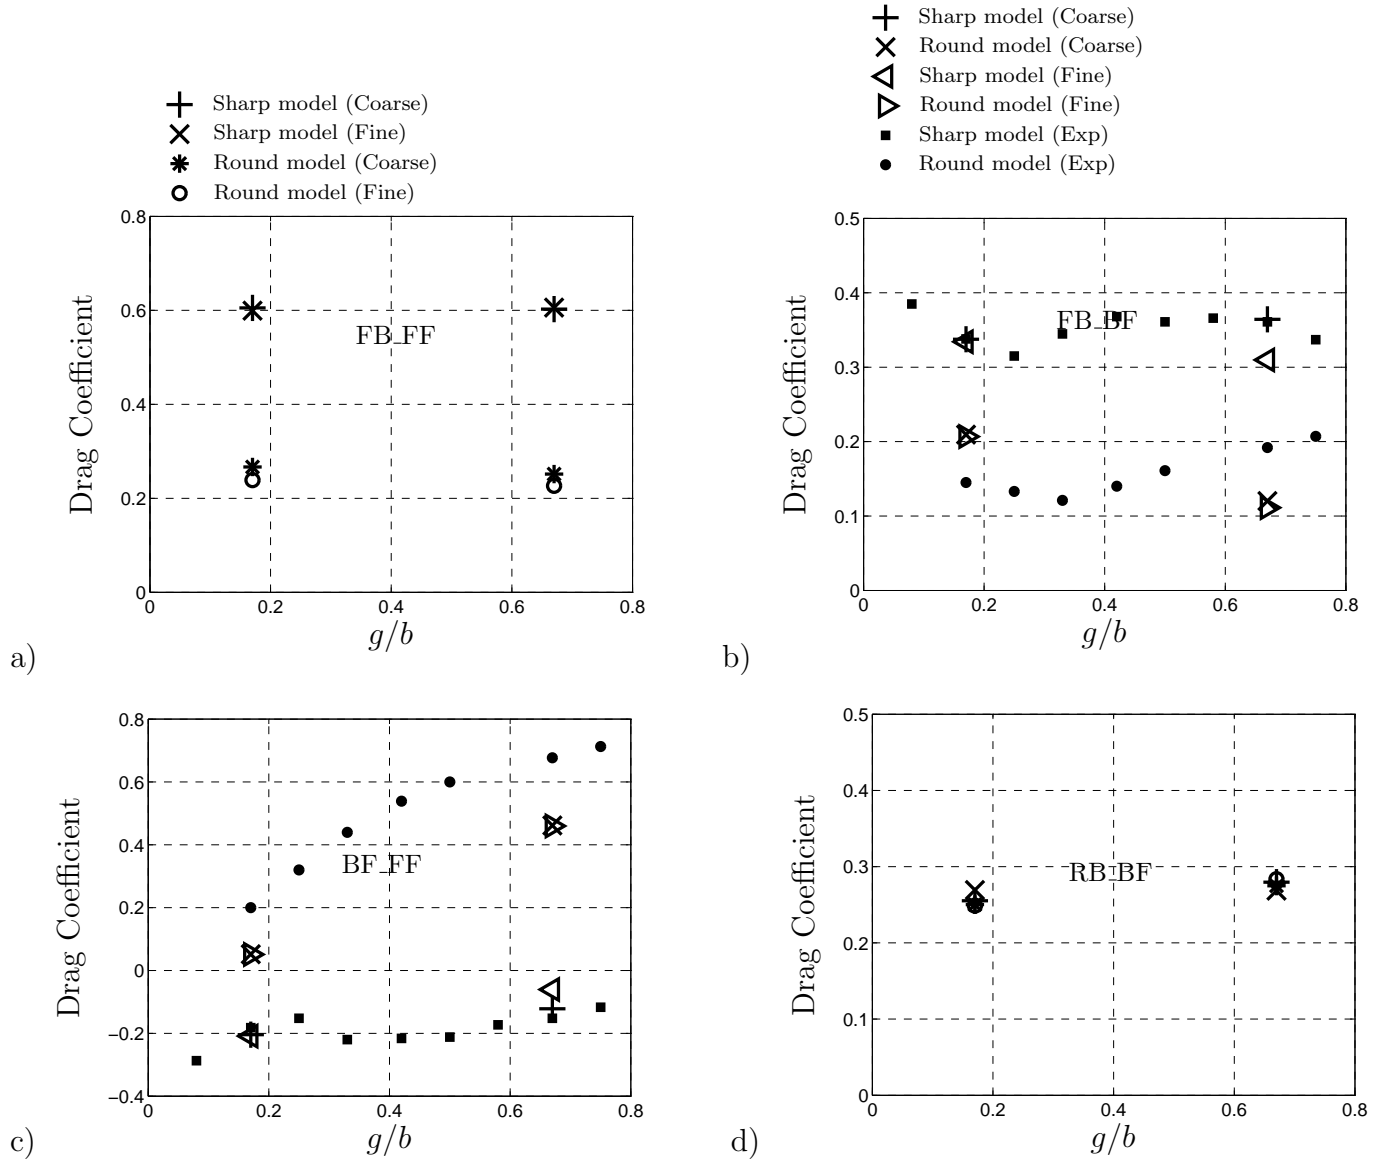 Sharp model (Coarse)
Sharp model (Fine)
Round model (Coarse)
Round model (Fine)
0.8
0.6
0.4
0.2
0
Drag Coefficient
FB_FF
0 0.2 0.4 0.6 0.8
g/b
a)
Sharp model (Coarse)
Round model (Coarse)
Sharp model (Fine)
Round model (Fine)
Sharp model (Exp)
Round model (Exp)
0.5
0.4
0.3
0.2
0.1
0
Drag Coefficient
FB_BF
0 0.2 0.4 0.6 0.8
g/b
b)
0.8
0.6
0.4
0.2
0
−0.2
−0.4
Drag Coefficient
BF_FF
0 0.2 0.4 0.6 0.8
g/b
c)
0.5
0.4
0.3
0.2
0.1
0
Drag Coefficient
RB_BF
0 0.2 0.4 0.6 0.8
g/b
d)